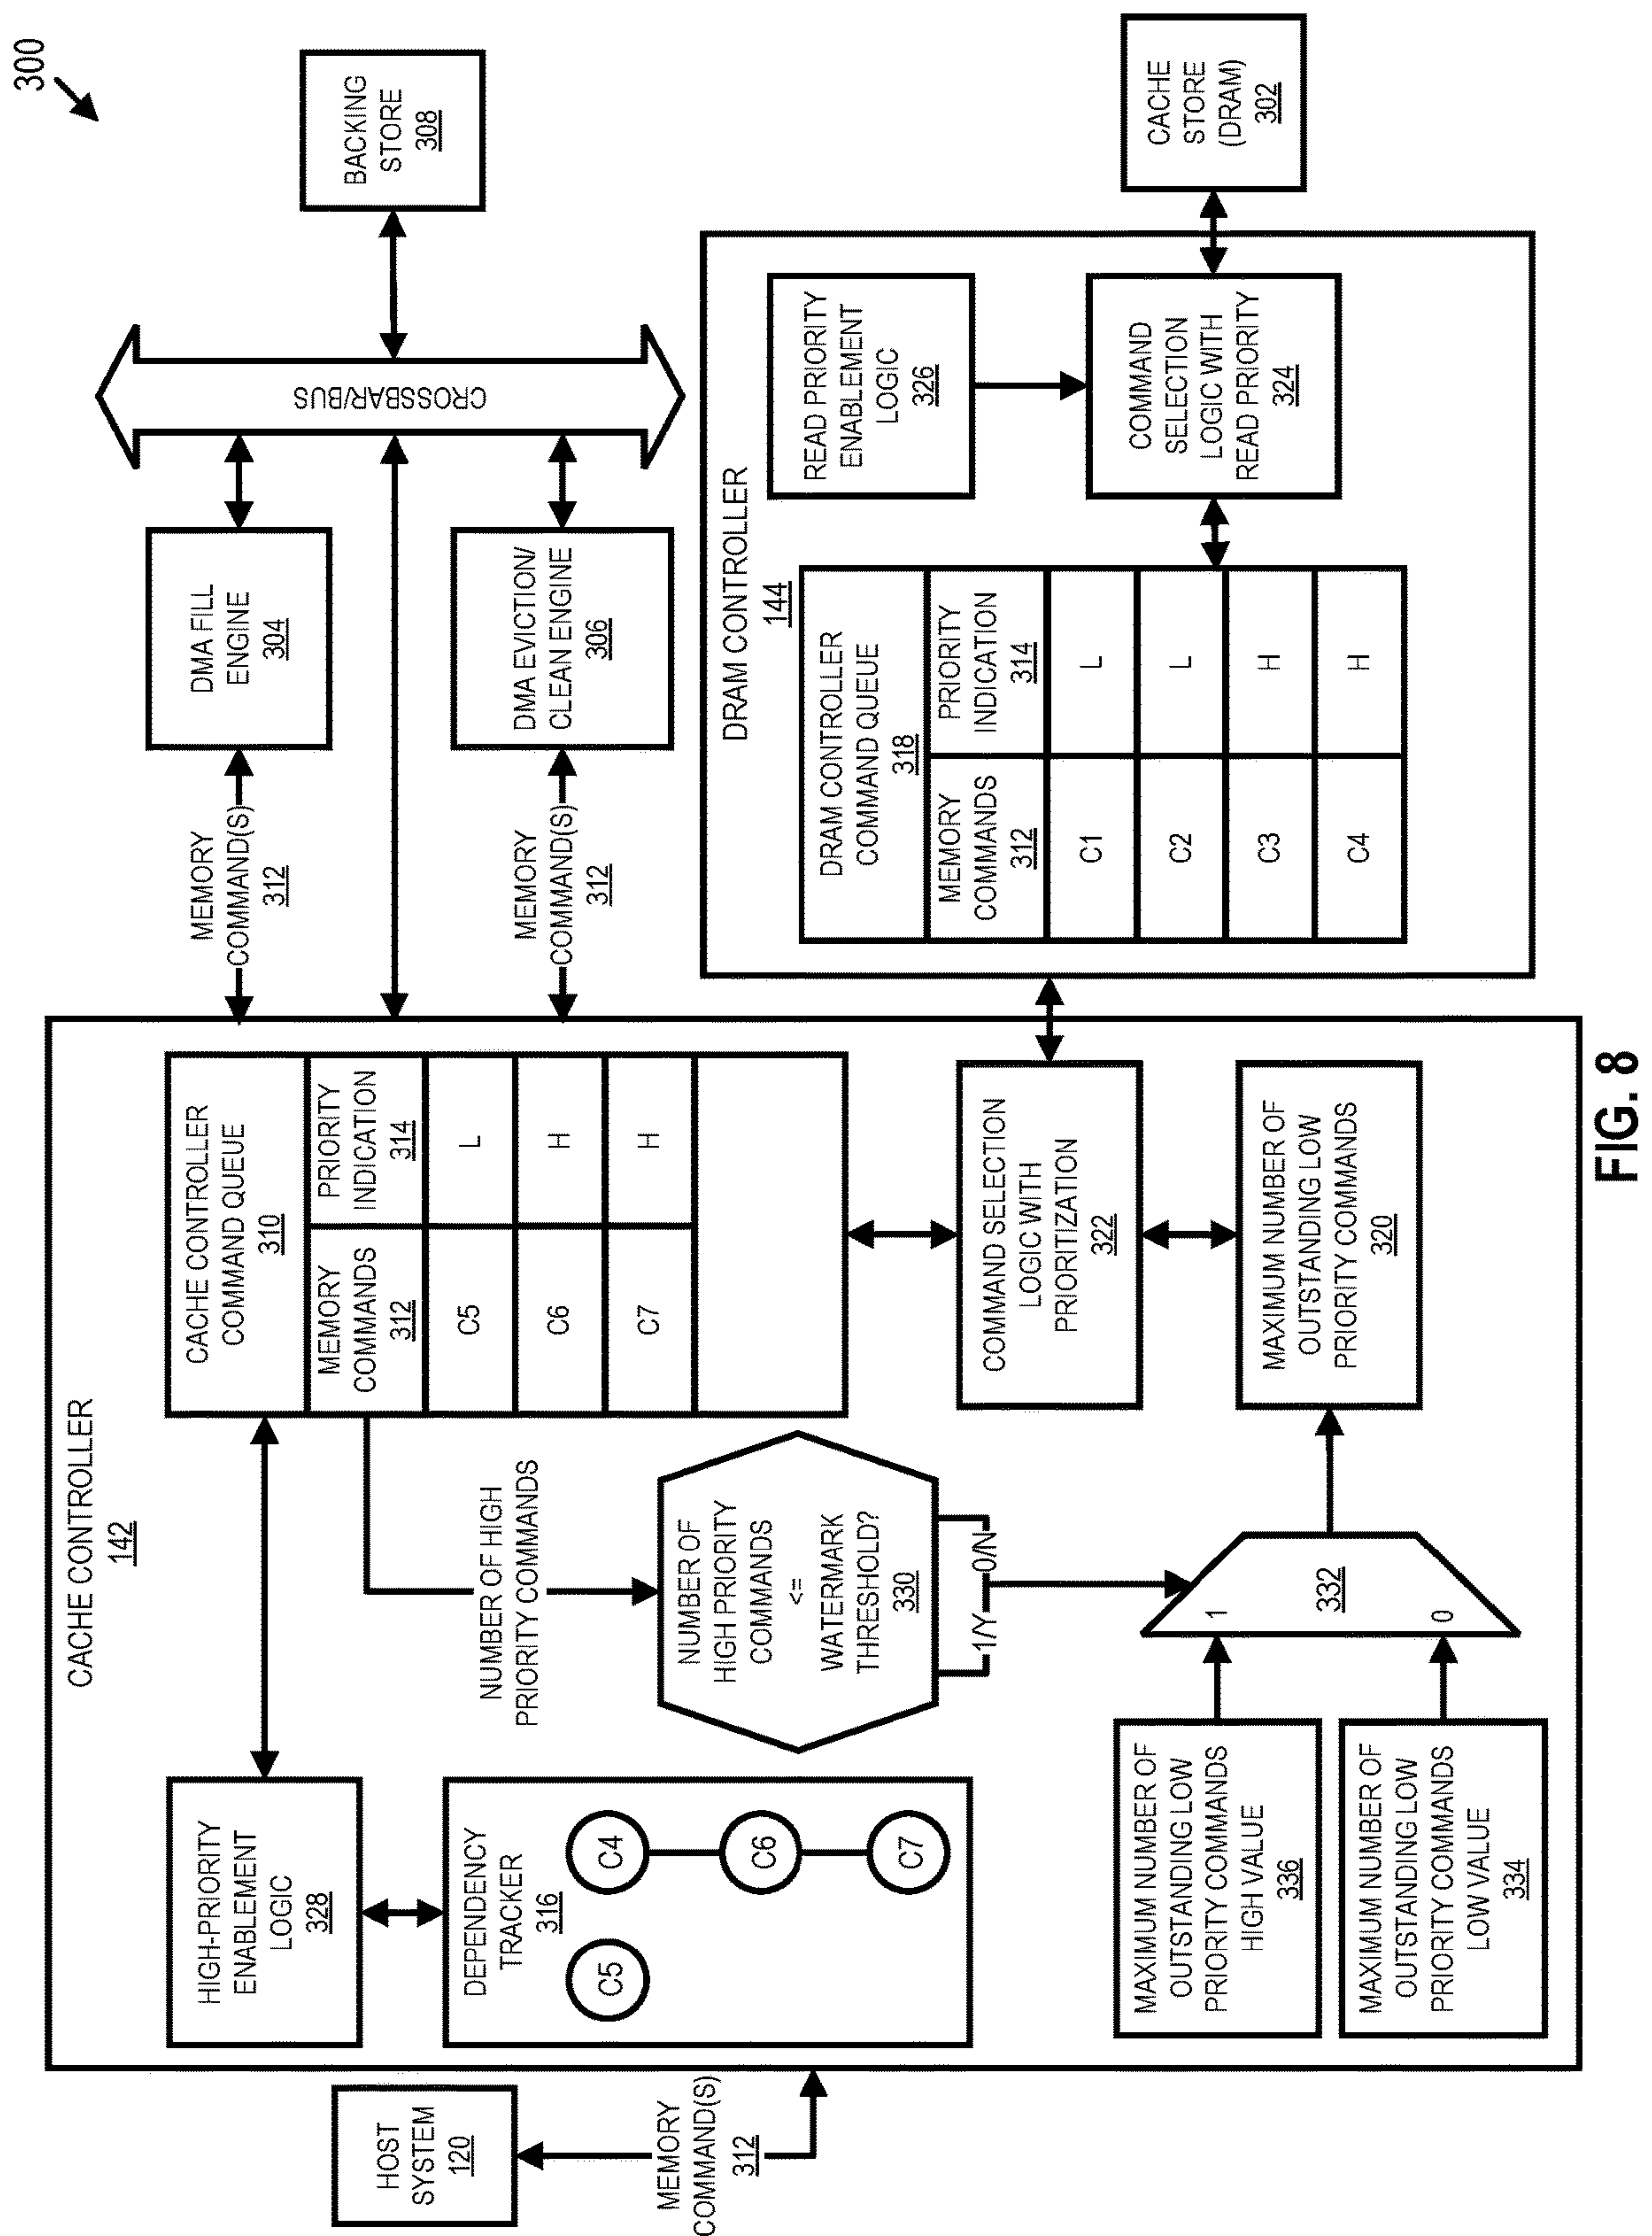 300
HOST
SYSTEM
120
MEMORY
COMMAND(S)
312
CACHE CONTROLLER
142
HIGH-PRIORITY
ENABLEMENT
LOGIC
328
DEPENDENCY
TRACKER
316
C5
C4
C6
C7
NUMBER OF HIGH
PRIORITY COMMANDS
CACHE CONTROLLER
COMMAND QUEUE
310
MEMORY
COMMANDS
312
PRIORITY
INDICATION
314
C5
L
C6
H
C7
H
NUMBER OF
HIGH PRIORITY
COMMANDS
<=
WATERMARK
THRESHOLD?
330
1/Y
0/N
MAXIMUM NUMBER OF
OUTSTANDING LOW
PRIORITY COMMANDS
HIGH VALUE
336
MAXIMUM NUMBER OF
OUTSTANDING LOW
PRIORITY COMMANDS
LOW VALUE
334
1
0
332
COMMAND SELECTION
LOGIC WITH
PRIORITIZATION
322
MAXIMUM NUMBER OF
OUTSTANDING LOW
PRIORITY COMMANDS
320
MEMORY
COMMAND(S)
312
DMA FILL
ENGINE
304
MEMORY
COMMAND(S)
312
DMA EVICTION/
CLEAN ENGINE
306
CROSSBAR/BUS
BACKING
STORE
308
DRAM CONTROLLER
144
DRAM CONTROLLER
COMMAND QUEUE
318
MEMORY
COMMANDS
312
PRIORITY
INDICATION
314
C1
L
C2
L
C3
H
C4
H
READ PRIORITY
ENABLEMENT
LOGIC
326
COMMAND
SELECTION
LOGIC WITH
READ PRIORITY
324
CACHE
STORE
(DRAM)
302
FIG. 8